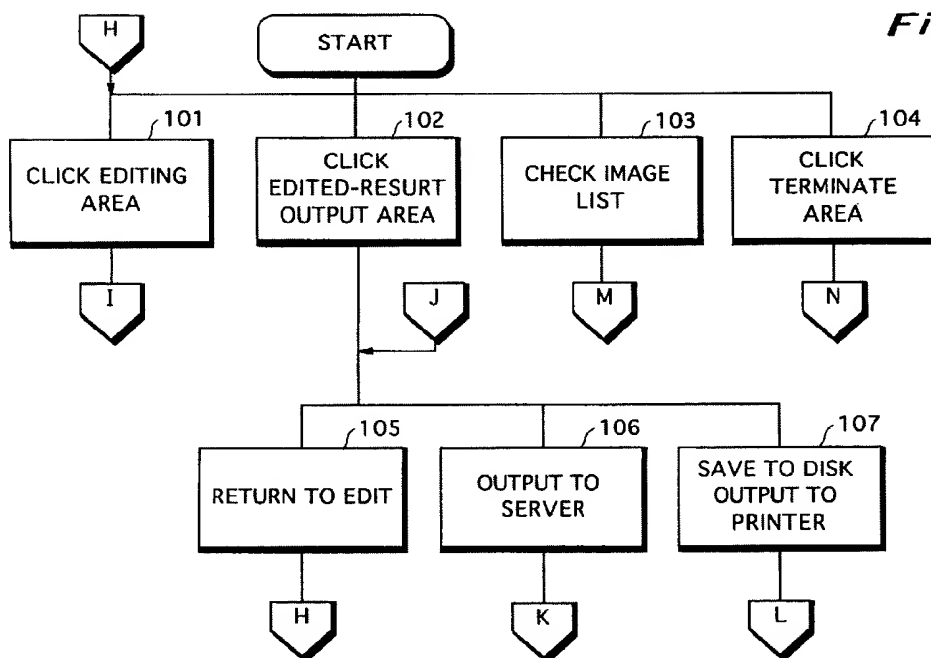 H
START
Fi
101
CLICK EDITING
AREA
102
CLICK
EDITED-RESURT
OUTPUT AREA
103
CHECK IMAGE
LIST
104
CLICK
TERMINATE
AREA
I
J
M
N
105
RETURN TO EDIT
106
OUTPUT TO
SERVER
107
SAVE TO DISK
OUTPUT TO
PRINTER
H
K
L